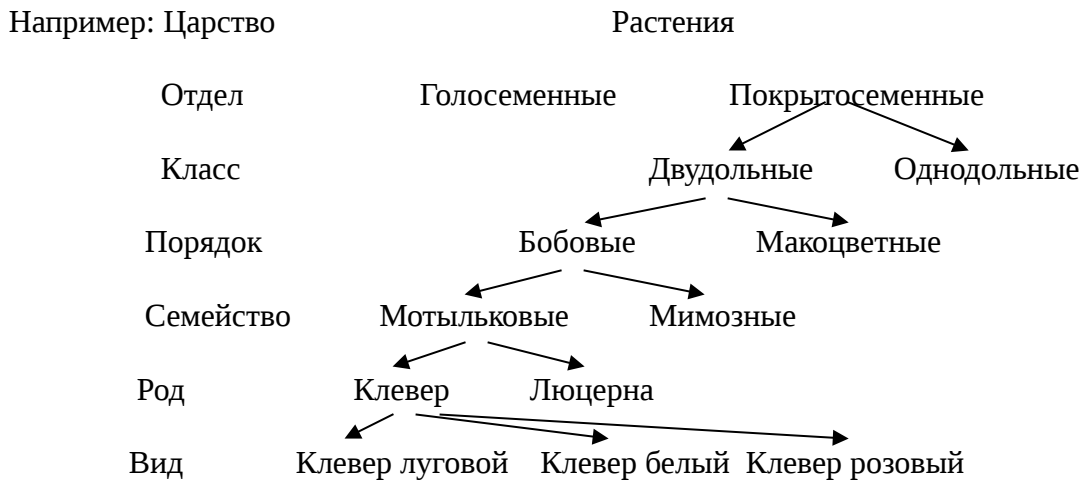 Например: Царство Растения
Отдел Голосеменные Покрытосеменные
Класс Двудольные Однодольные
Порядок Бобовые Макоцветные
Семейство Мотыльковые Мимозные
Род Клевер Люцерна
Вид Клевер луговой Клевер белый Клевер розовый